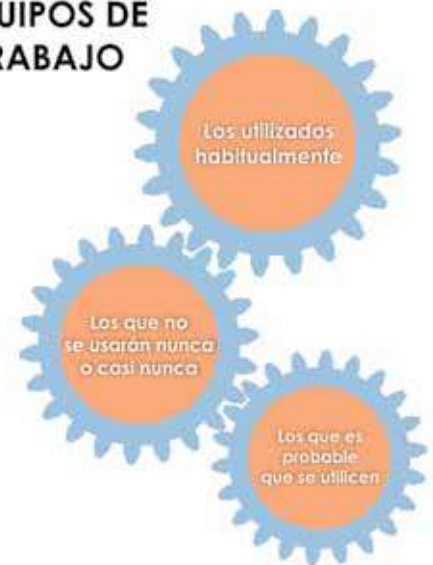 UIPOS DE
RABAJO
Los utilizados
habitualmente
Los que no
se usarán nunca
o casi nunca
Los que es
probable
que se utilicen